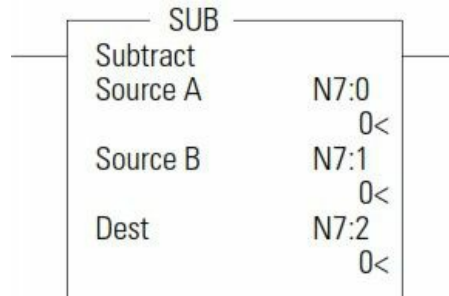 SUB
Subtract
Source A N7:0
0<
Source B N7:1
0<
Dest N7:2
0<